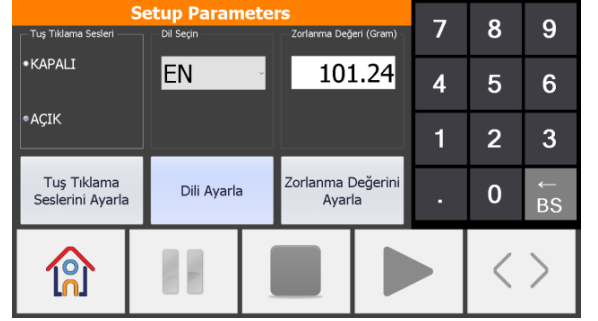 Setup Parameters
Tuş Tıklama Sesleri
KAPALI
AÇIK
Dil Seçin
EN
Zorlanma Değeri (Gram)
101.24
Tuş Tıklama
Seslerini Ayarla
Dili Ayarla
Zorlanma Değerini
Ayarla
7 8 9
4 5 6
1 2 3
. 0 ←
BS